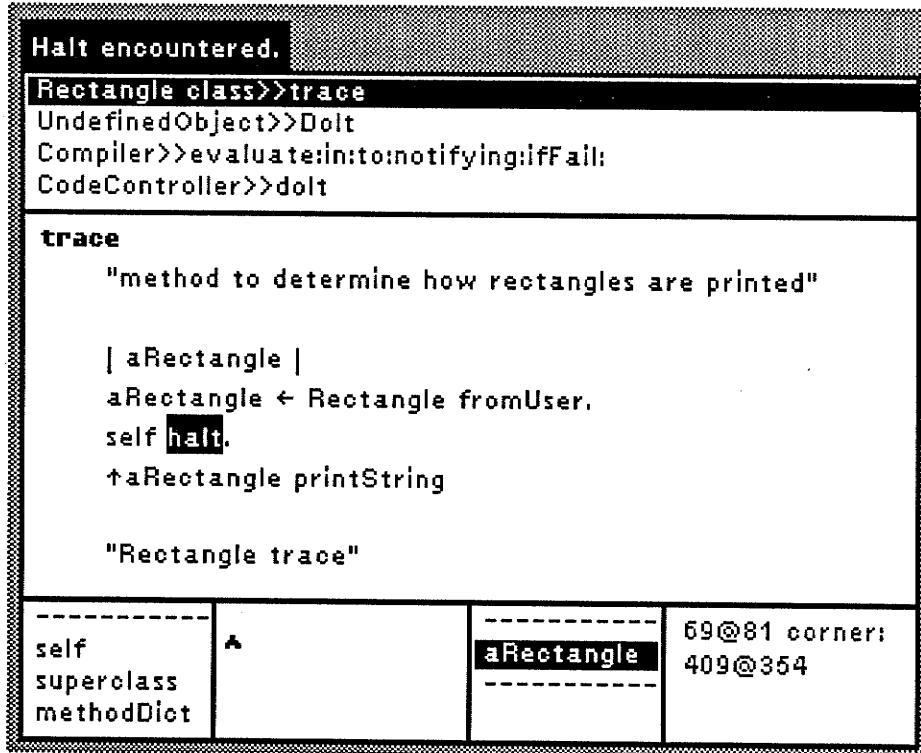 Halt encountered.
Rectangle class>>trace
UndefinedObject>>DoIt
Compiler>>evaluate:in:to:notifying:ifFail:
CodeController>>doIt
trace
"method to determine how rectangles are printed"
| aRectangle |
aRectangle ← Rectangle fromUser.
self halt.
↑aRectangle printString
"Rectangle trace"
-----------
self
superclass
methodDict
-----------
aRectangle
-----------
69@81 corner:
409@354